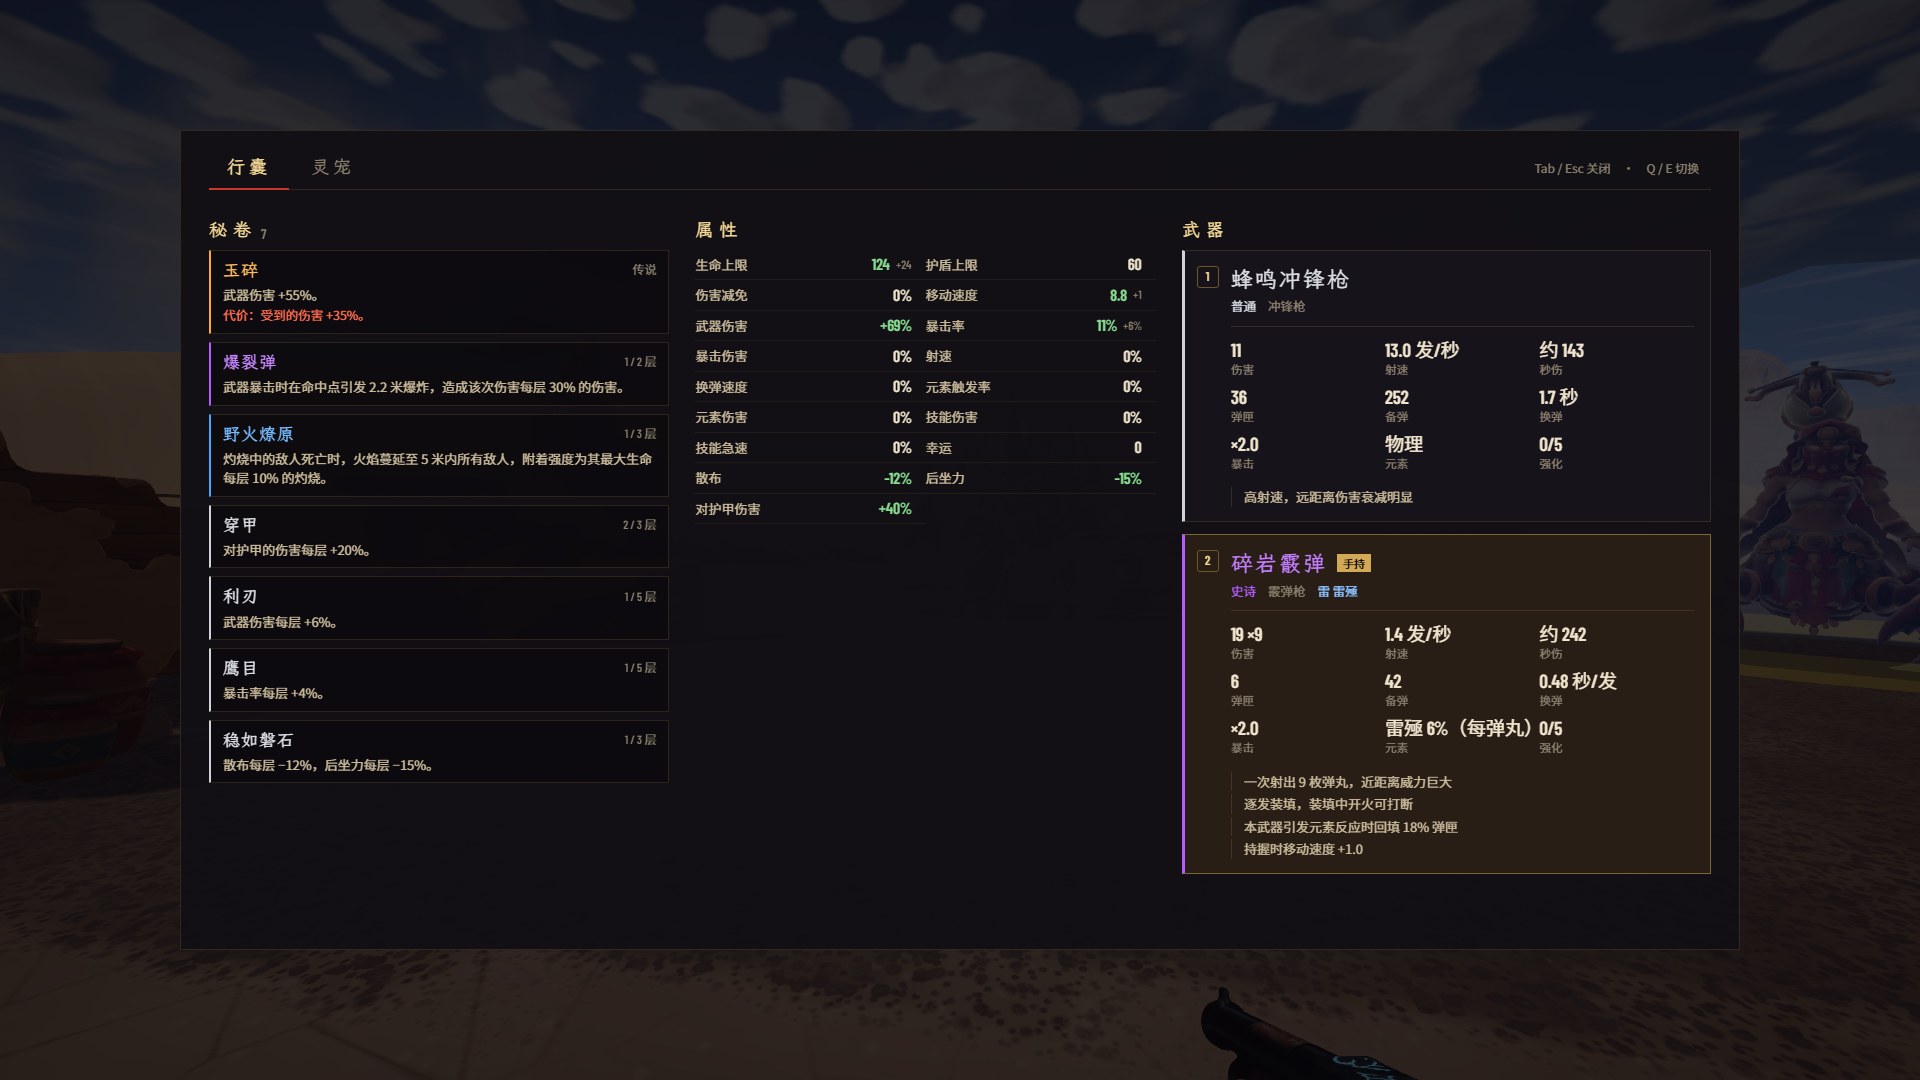 行囊
灵宠
Tab / Esc 关闭 · Q / E 切换
秘卷 7
玉碎 传说
武器伤害 +55%。
代价：受到的伤害 +35%。
爆裂弹 1 / 2 层
武器暴击时在命中点引发 2.2 米爆炸，造成该次伤害每层 30% 的伤害。
野火燎原 1 / 3 层
灼烧中的敌人死亡时，火焰蔓延至 5 米内所有敌人，附着强度为其最大生命
每层 10% 的灼烧。
穿甲 2 / 3 层
对护甲的伤害每层 +20%。
利刃 1 / 5 层
武器伤害每层 +6%。
鹰目 1 / 5 层
暴击率每层 +4%。
稳如磐石 1 / 3 层
散布每层 −12%，后坐力每层 −15%。
属性
生命上限 124 +24 护盾上限 60
伤害减免 0% 移动速度 8.8 +1
武器伤害 +69% 暴击率 11% +6%
暴击伤害 0% 射速 0%
换弹速度 0% 元素触发率 0%
元素伤害 0% 技能伤害 0%
技能急速 0% 幸运 0
散布 -12% 后坐力 -15%
对护甲伤害 +40%
武器
1 蜂鸣冲锋枪
普通 冲锋枪
11 13.0 发/秒 约 143
伤害 射速 秒伤
36 252 1.7 秒
弹匣 备弹 换弹
×2.0 物理 0/5
暴击 元素 强化
高射速，远距离伤害衰减明显
2 碎岩霰弹 手持
史诗 霰弹枪 雷 雷殛
19 ×9 1.4 发/秒 约 242
伤害 射速 秒伤
6 42 0.48 秒/发
弹匣 备弹 换弹
×2.0 雷殛 6%（每弹丸） 0/5
暴击 元素 强化
一次射出 9 枚弹丸，近距离威力巨大
逐发装填，装填中开火可打断
本武器引发元素反应时回填 18% 弹匣
持握时移动速度 +1.0